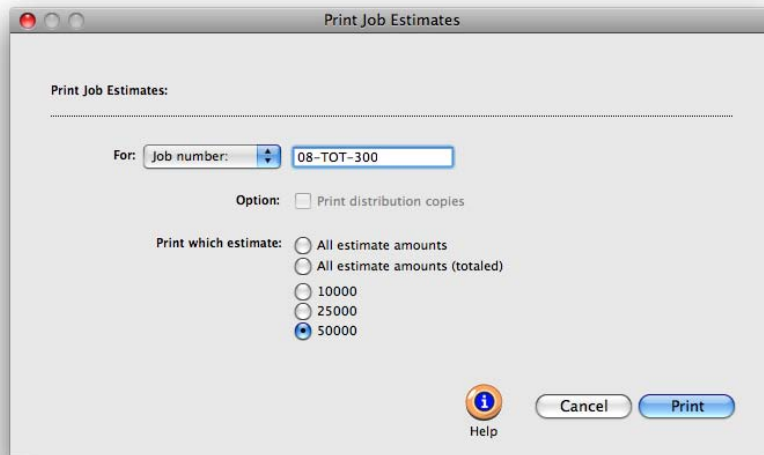 Print Job Estimates
Print Job Estimates:
For: Job number: 08-TOT-300
Option: Print distribution copies
Print which estimate: All estimate amounts
All estimate amounts (totaled)
10000
25000
50000
Help Cancel Print